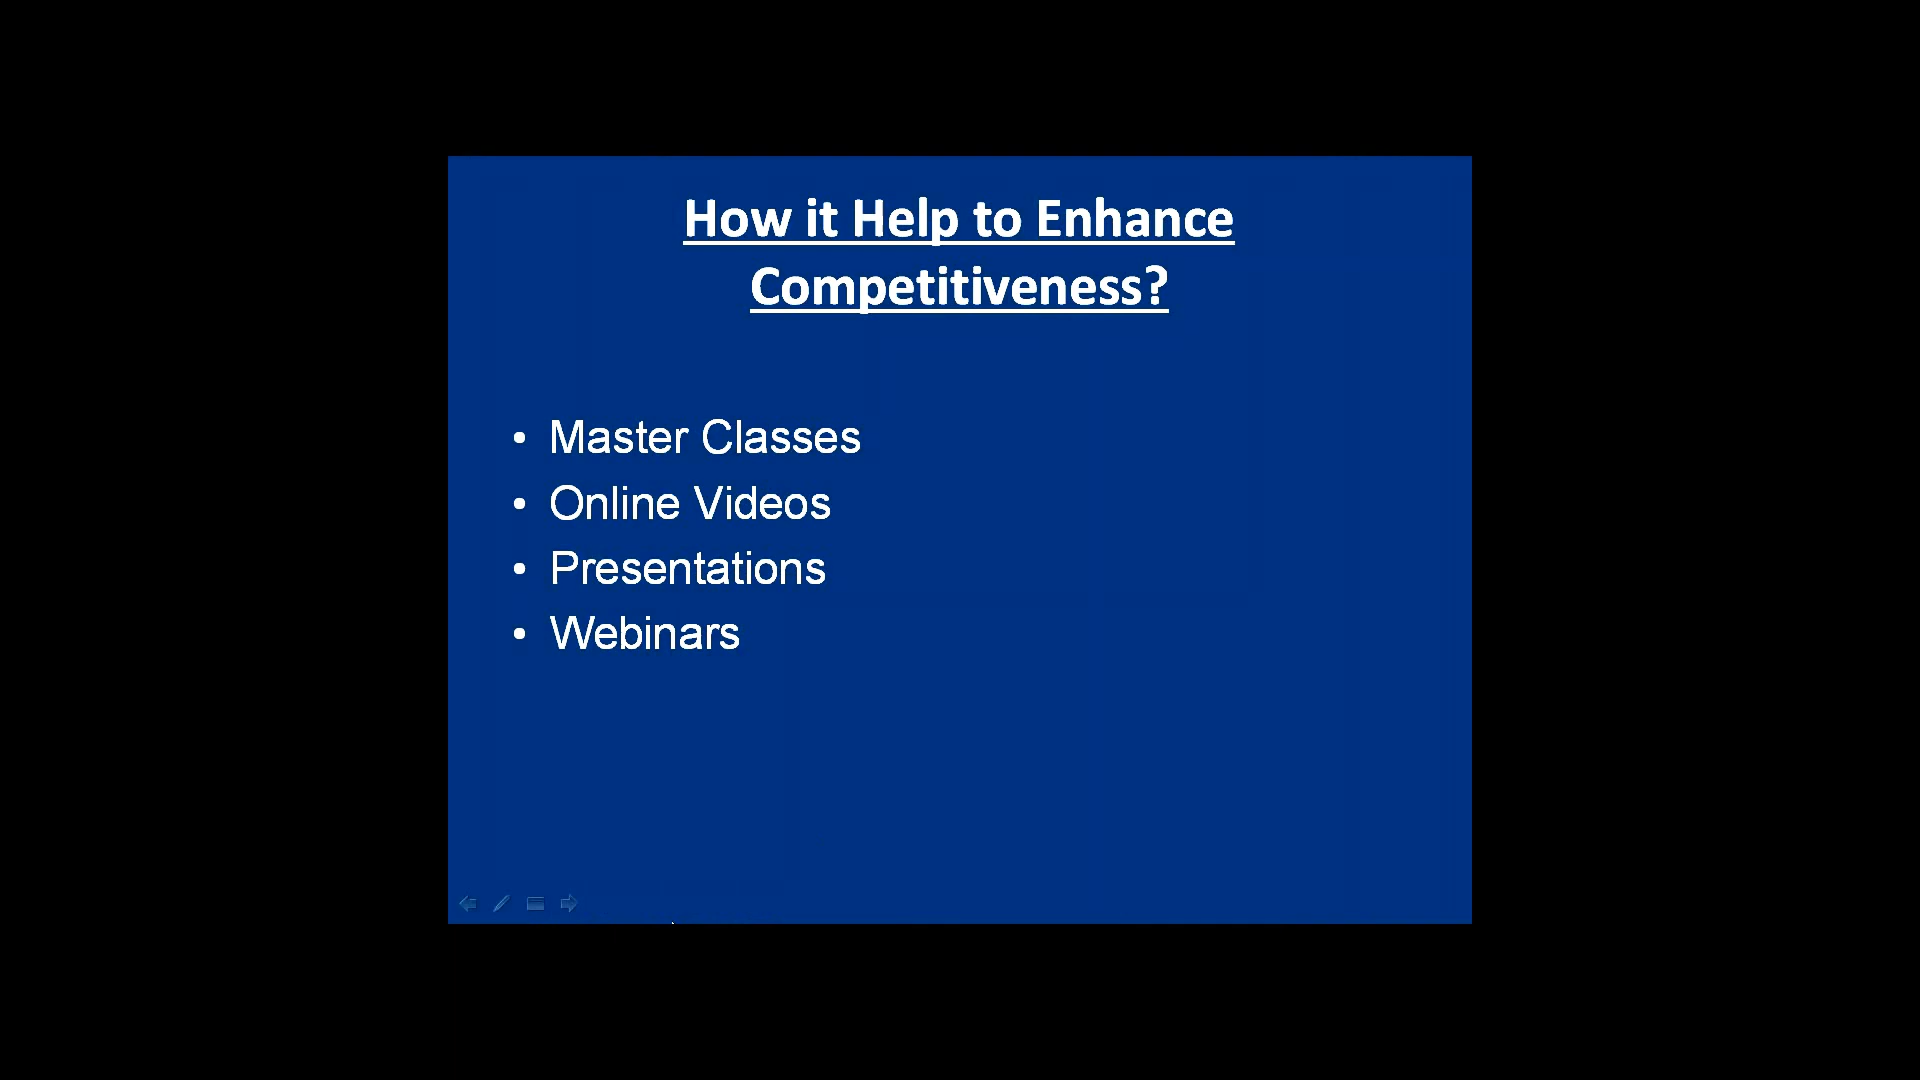 How it Help to Enhance
Competitiveness?
• Master Classes
• Online Videos
• Presentations
• Webinars